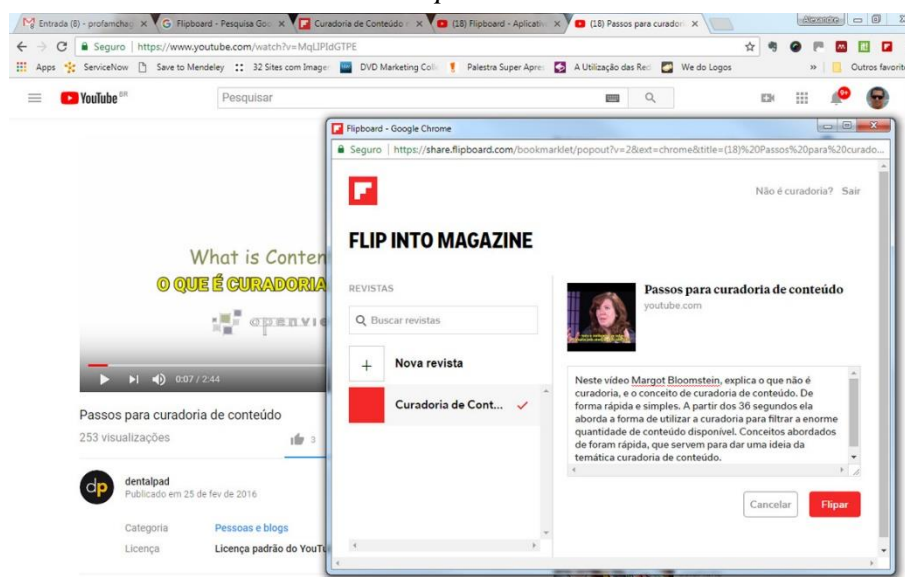 Entrada (8) - profamchag
Flipboard - Pesquisa Goo
Curadoria de Conteúdo
(18) Flipboard - Aplicativ
(18) Passos para curador
Seguro | https://www.youtube.com/watch?v=MqLlPldGTPE
Apps ServiceNow Save to Mendeley 32 Sites com Image DVD Marketing Col Palestra Super Apre A Utilização das Red We do Logos » Outros favorit
YouTube BR Pesquisar 9+
What is Conten
O QUE É CURADORIA
openvie
0:07 / 2:44
Passos para curadoria de conteúdo
253 visualizações 3
dp dentalpad
Publicado em 25 de fev de 2016
Categoria Pessoas e blogs
Licença Licença padrão do YouTu
Flipboard - Google Chrome
Seguro | https://share.flipboard.com/bookmarklet/popout?v=2&ext=chrome&title=(18)%20Passos%20para%20curado...
Não é curadoria? Sair
FLIP INTO MAGAZINE
REVISTAS
Buscar revistas
+ Nova revista
Curadoria de Cont...
Passos para curadoria de conteúdo
youtube.com
Neste vídeo Margot Bloomstein, explica o que não é
curadoria, e o conceito de curadoria de conteúdo. De
forma rápida e simples. A partir dos 36 segundos ela
aborda a forma de utilizar a curadoria para filtrar a enorme
quantidade de conteúdo disponível. Conceitos abordados
de foram rápida, que servem para dar uma ideia da
temática curadoria de conteúdo.
Cancelar Flipar